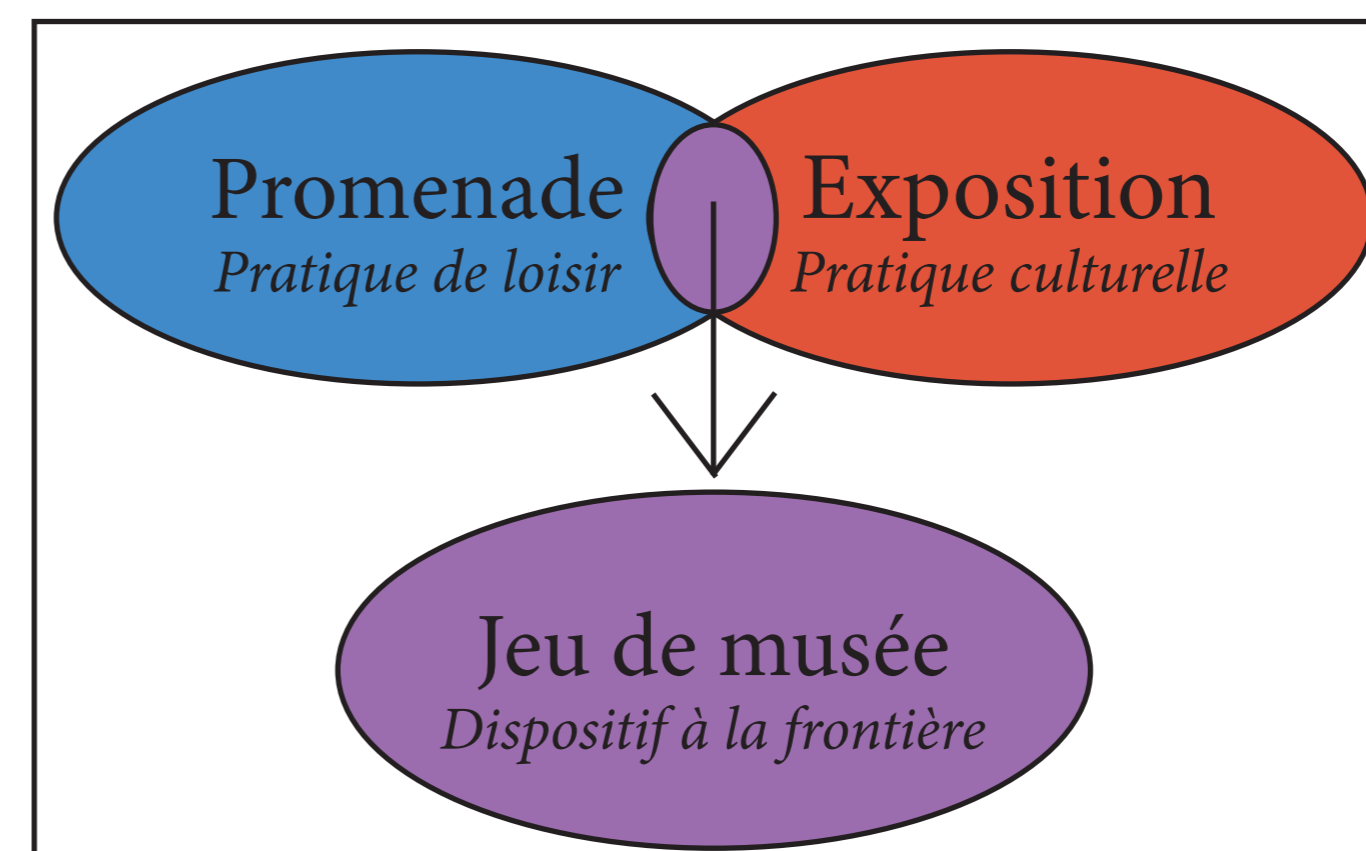 Promenade
Pratique de loisir
Exposition
Pratique culturelle
Jeu de musée
Dispositif à la frontière